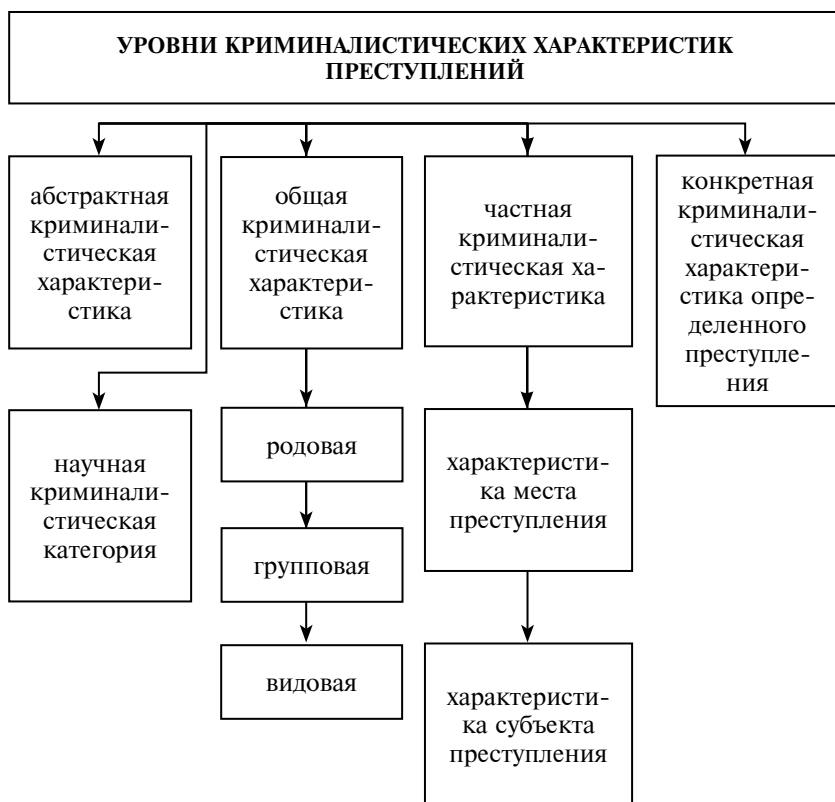 УРОВНИ КРИМИНАЛИСТИЧЕСКИХ ХАРАКТЕРИСТИК
ПРЕСТУПЛЕНИЙ
абстрактная
криминали-
стическая
характери-
стика
общая
криминали-
стическая
характери-
стика
частная
криминали-
стическая ха-
рактеристика
конкретная
криминали-
стическая
характери-
стика опре-
деленного
преступле-
ния
научная
криминали-
стическая
категория
родовая
групповая
видовая
характеристи-
ка места
преступления
характеристи-
ка субъекта
преступления